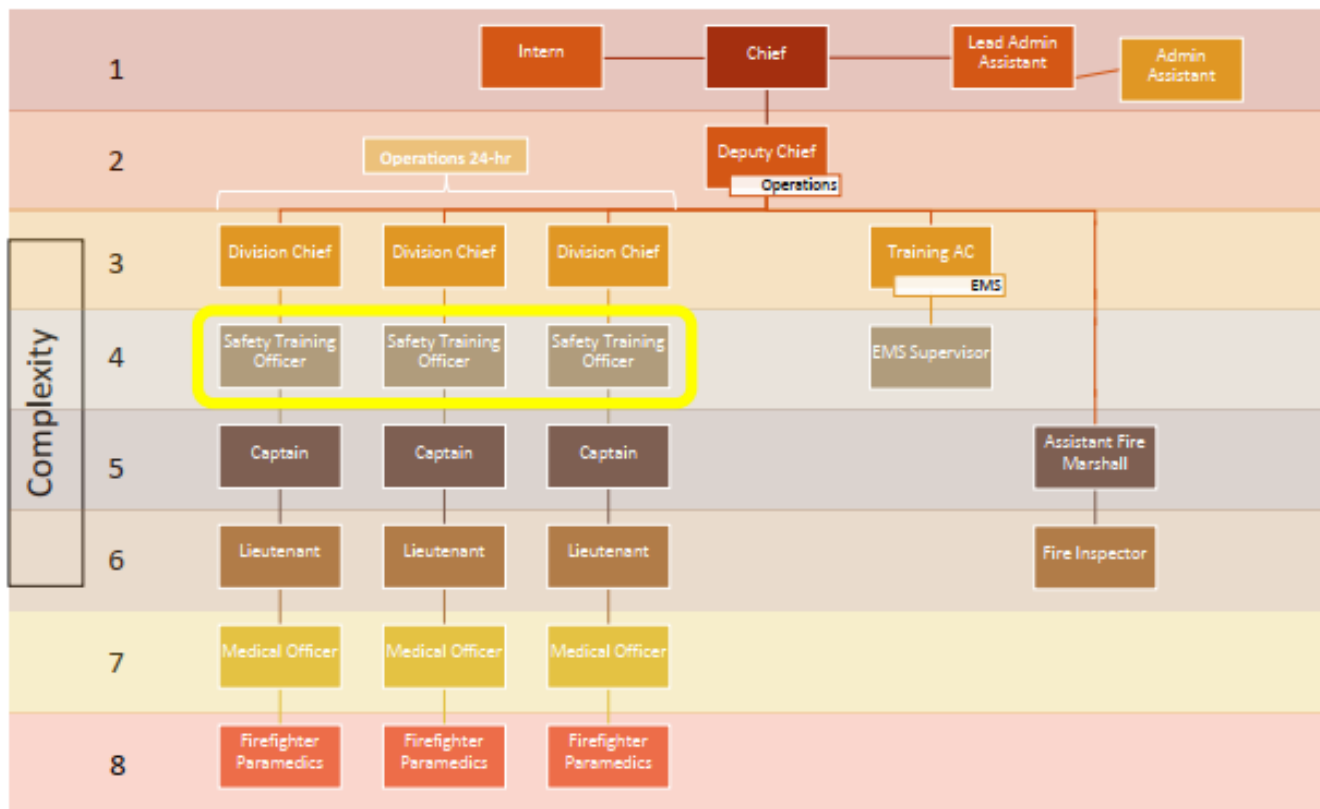 1
Intern
Chief
Lead Admin
Assistant
Admin
Assistant
2
Operations 24-hr
Deputy Chief
Operations
Complexity
3
Division Chief
Division Chief
Division Chief
Training AC
EMS
4
Safety Training
Officer
Safety Training
Officer
Safety Training
Officer
EMS Supervisor
5
Captain
Captain
Captain
Assistant Fire
Marshall
6
Lieutenant
Lieutenant
Lieutenant
Fire Inspector
7
Medical Officer
Medical Officer
Medical Officer
8
Firefighter
Paramedics
Firefighter
Paramedics
Firefighter
Paramedics